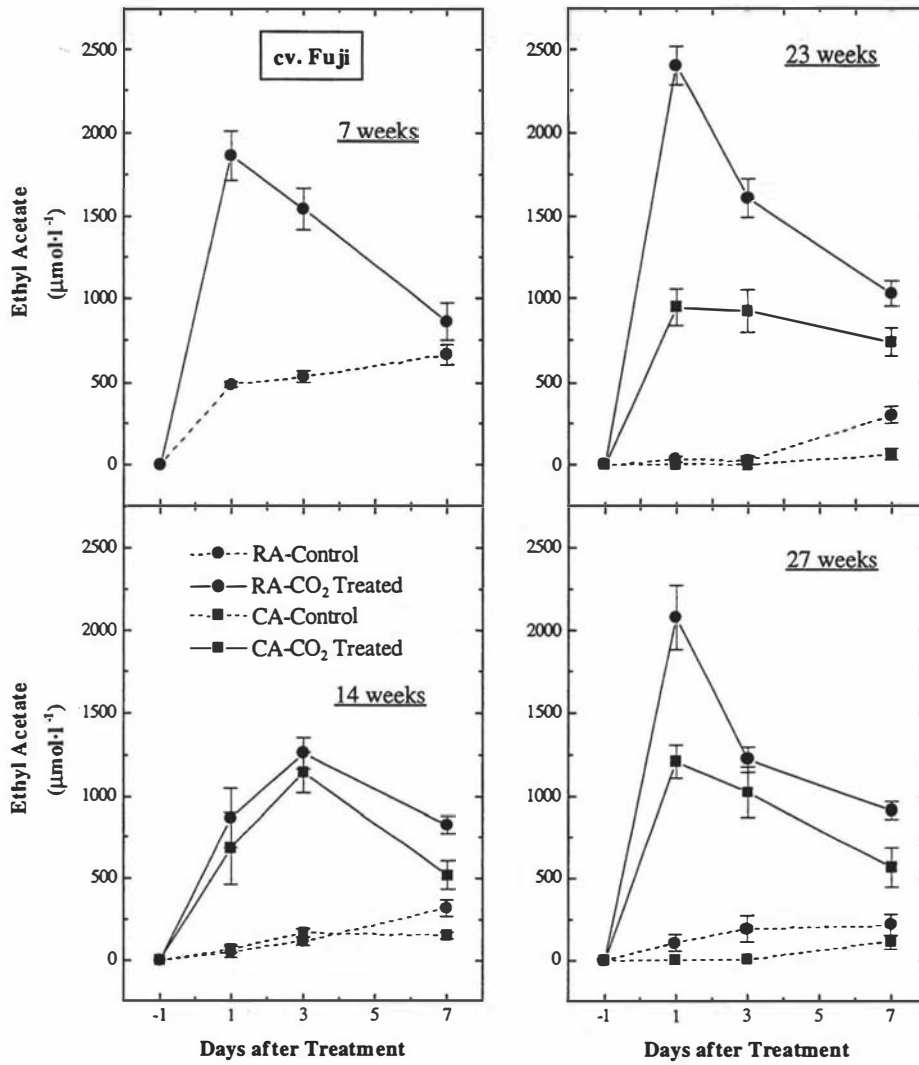 cv. Fuji
7 weeks
Ethyl Acetate
(μmol·l⁻¹)
2500
2000
1500
1000
500
0
23 weeks
2500
2000
1500
1000
500
0
RA-Control
RA-CO₂ Treated
CA-Control
CA-CO₂ Treated
14 weeks
Ethyl Acetate
(μmol·l⁻¹)
2500
2000
1500
1000
500
0
-1 1 3 5 7
Days after Treatment
27 weeks
2500
2000
1500
1000
500
0
-1 1 3 5 7
Days after Treatment